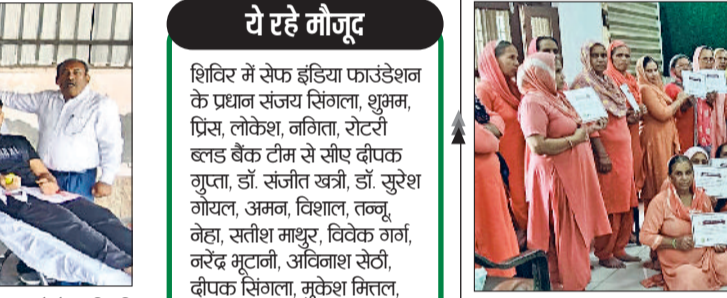 ये रहे मौजूद
शिविर में सेफ इंडिया फाउंडेशन
के प्रधान संजय सिंगला, शुभम,
प्रिंस, लोकेश, नगिता, रोटरी
ब्लड बैंक टीम से सीए दीपक
गुप्ता, डॉ. संजीत खत्री, डॉ. सुरेश
गोयल, अमन, विशाल, तन्नू,
नेहा, सतीश माथुर, विवेक गर्ग,
नरेंद्र भूटानी, अविनाश सेठी,
दीपक सिंगला, मुकेश मित्तल,